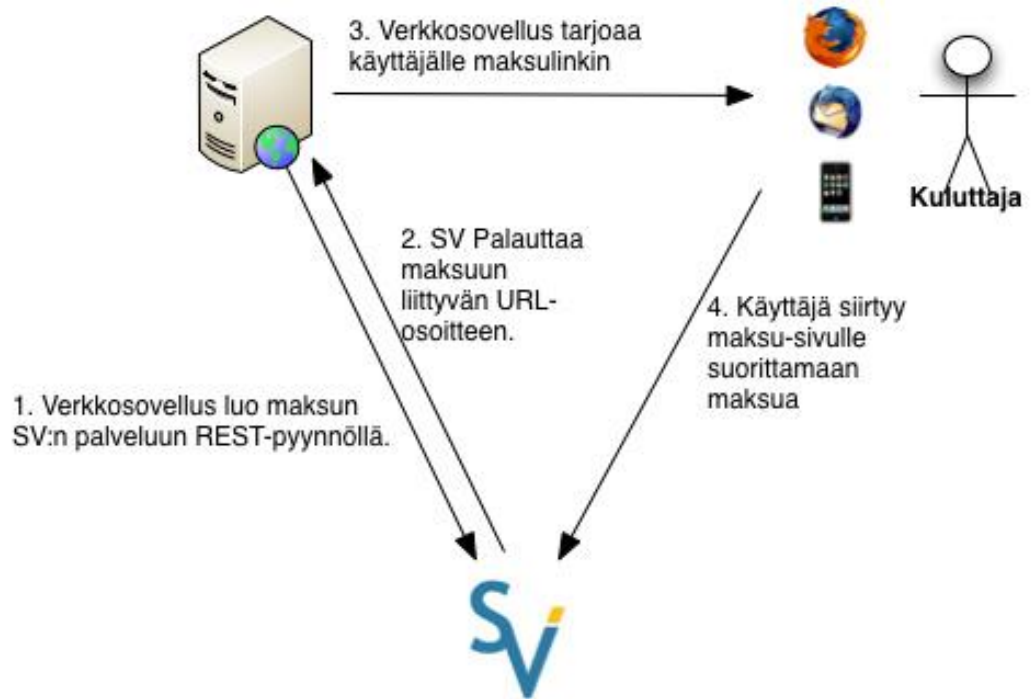 3. Verkkosovellus tarjoaa
käyttäjälle maksulinkin
Kuluttaja
2. SV Palauttaa
maksuun
liittyvän URL-
osoitteen.
4. Käyttäjä siirtyy
maksu-sivulle
suorittamaan
maksua
1. Verkkosovellus luo maksun
SV:n palveluun REST-pyynnöllä.
SV